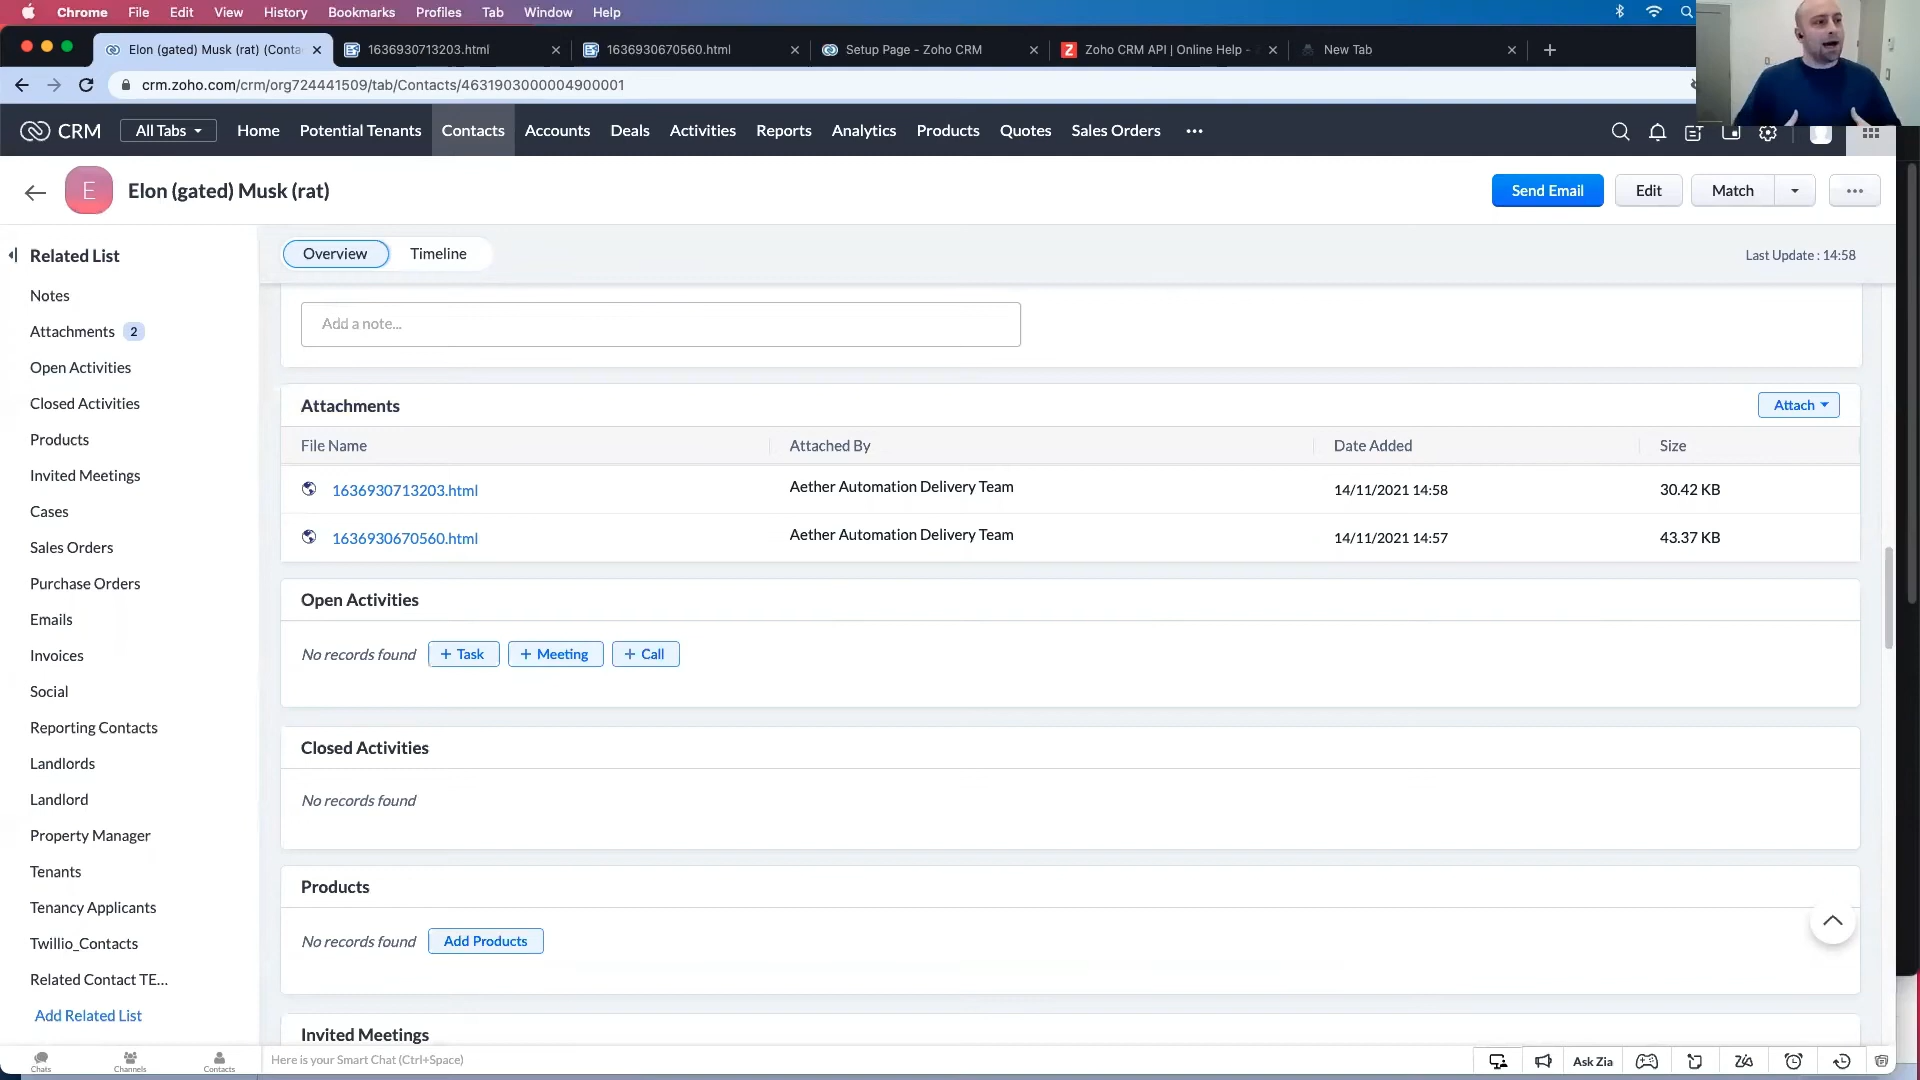 Chrome File Edit View History Bookmarks Profiles Tab Window Help
Elon (gated) Musk (rat) (Conta 1636930713203.html 1636930670560.html Setup Page - Zoho CRM Zoho CRM API | Online Help - New Tab
crm.zoho.com/crm/org724441509/tab/Contacts/4631903000004900001
CRM All Tabs Home Potential Tenants Contacts Accounts Deals Activities Reports Analytics Products Quotes Sales Orders
E Elon (gated) Musk (rat) Send Email Edit Match
Related List
Notes
Attachments 2
Open Activities
Closed Activities
Products
Invited Meetings
Cases
Sales Orders
Purchase Orders
Emails
Invoices
Social
Reporting Contacts
Landlords
Landlord
Property Manager
Tenants
Tenancy Applicants
Twillio_Contacts
Related Contact TE...
Add Related List
Overview Timeline Last Update : 14:58
Add a note...
Attachments Attach
File Name Attached By Date Added Size
1636930713203.html Aether Automation Delivery Team 14/11/2021 14:58 30.42 KB
1636930670560.html Aether Automation Delivery Team 14/11/2021 14:57 43.37 KB
Open Activities
No records found + Task + Meeting + Call
Closed Activities
No records found
Products
No records found Add Products
Invited Meetings
Chats Channels Contacts Here is your Smart Chat (Ctrl+Space) Ask Zia